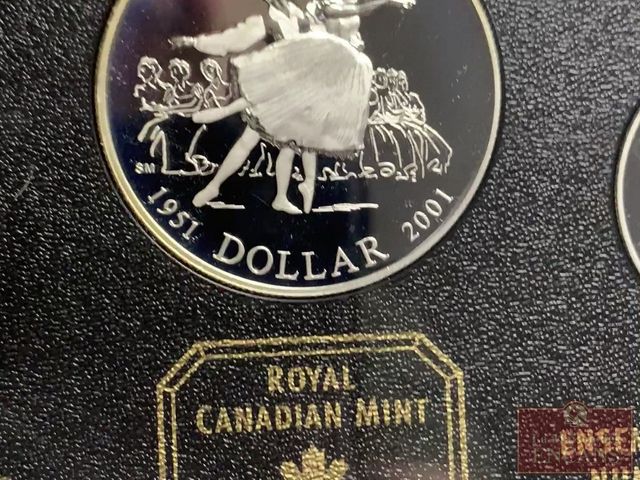 SM
1951 DOLLAR 2001
ROYAL
CANADIAN MINT